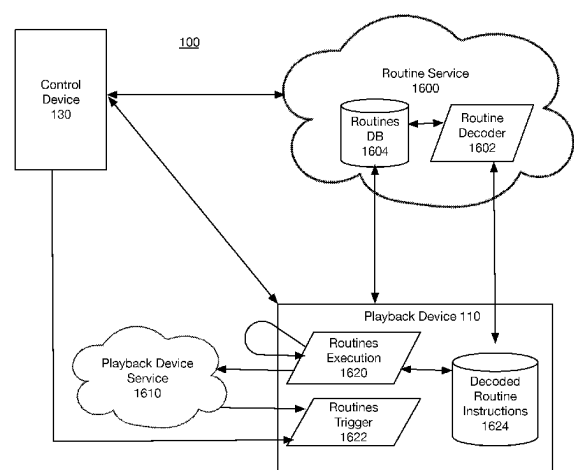 100
Control
Device
130
Routine Service
1600
Routines
DB
1604
Routine
Decoder
1602
Playback Device 110
Routines
Execution
1620
Playback Device
Service
1610
Decoded
Routine
Instructions
1624
Routines
Trigger
1622